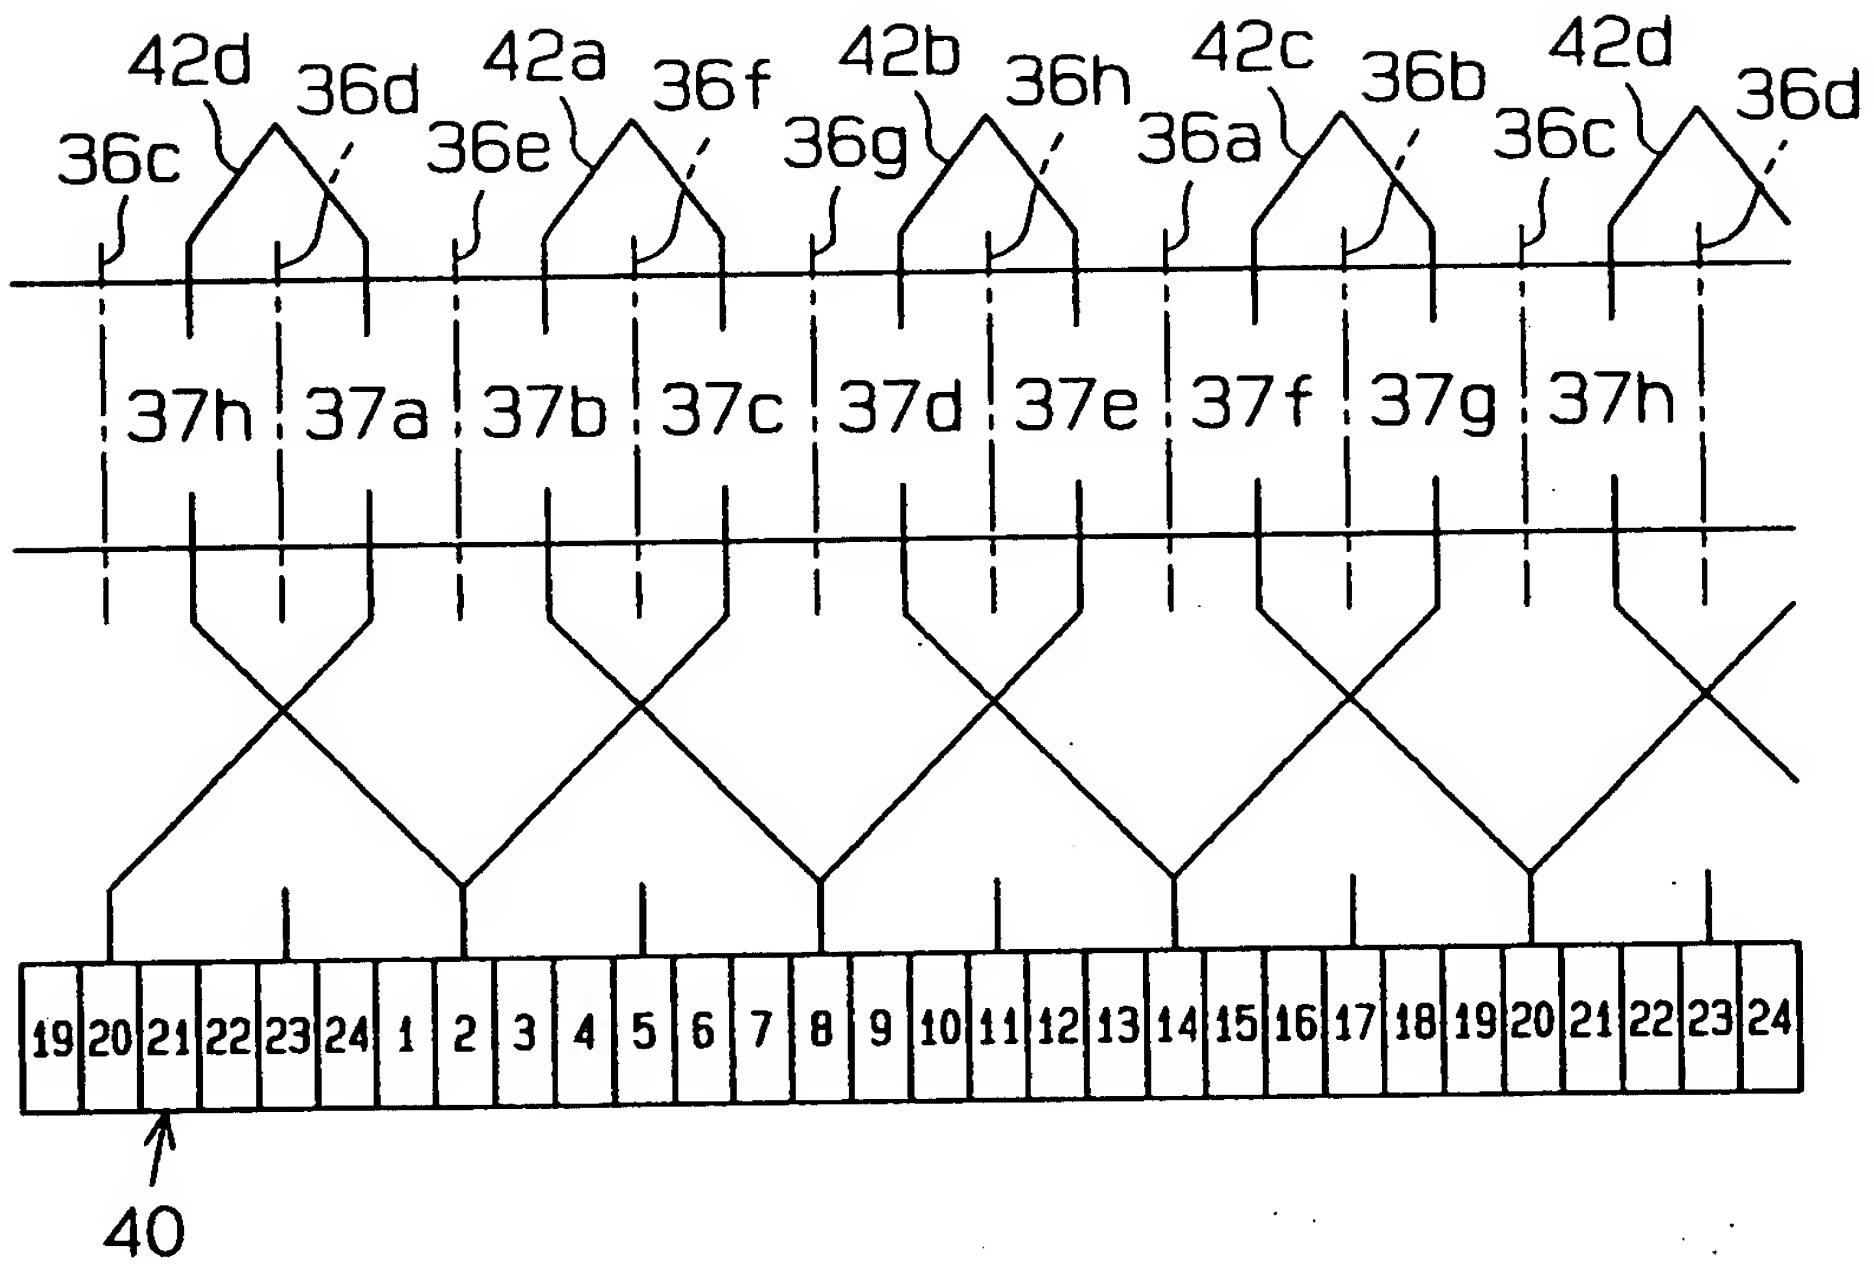 42d 42a 42b 42c 42d
36d 36f 36h 36b 36d
36c 36e 36g 36a 36c
37h 37a 37b 37c 37d 37e 37f 37g 37h
19 20 21 22 23 24 1 2 3 4 5 6 7 8 9 10 11 12 13 14 15 16 17 18 19 20 21 22 23 24
40